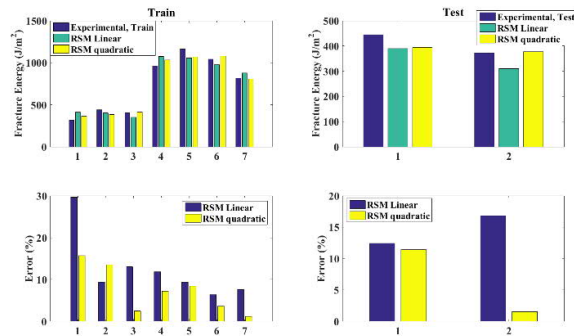 Train
Fracture Energy (J/m²)
1500
1000
500
0
Experimental, Train
RSM Linear
RSM quadratic
1 2 3 4 5 6 7
Test
Fracture Energy (J/m²)
500
400
300
200
100
0
Experimental, Test
RSM Linear
RSM quadratic
1 2
Error (%)
30
20
10
0
RSM Linear
RSM quadratic
1 2 3 4 5 6 7
Error (%)
20
15
10
5
0
RSM Linear
RSM quadratic
1 2